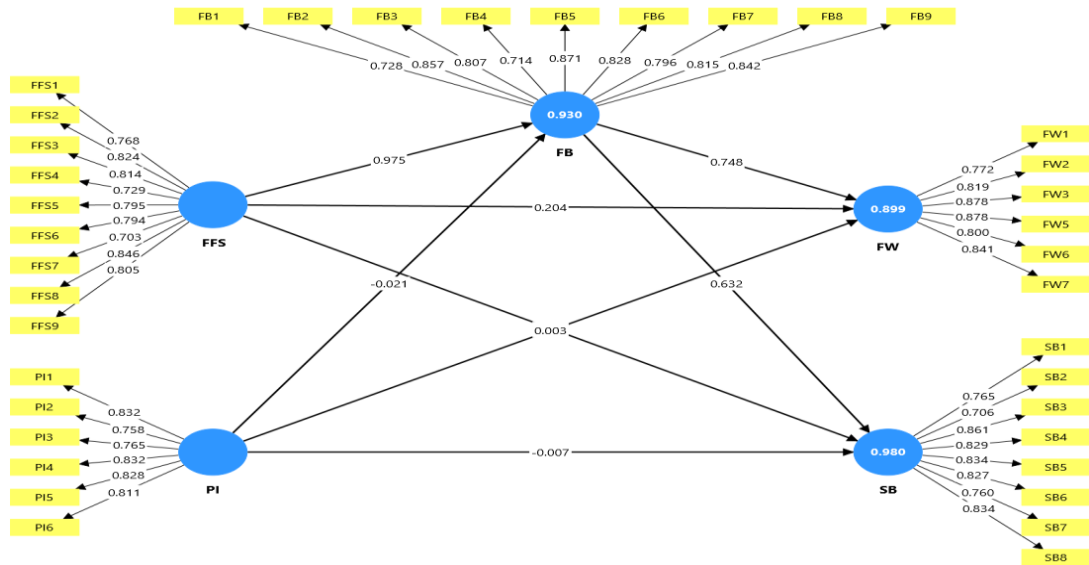 FB1 FB2 FB3 FB4 FB5 FB6 FB7 FB8 FB9
0.728 0.857 0.807 0.714 0.871 0.828 0.796 0.815 0.842
FFS1
FFS2
FFS3
FFS4
FFS5
FFS6
FFS7
FFS8
FFS9
0.768
0.824
0.814
0.729
0.795
0.794
0.703
0.846
0.805
FFS
0.930
FB
0.975
0.748
0.204
-0.021
0.632
0.003
-0.007
0.899
FW
0.772
0.819
0.878
0.878
0.800
0.841
FW1
FW2
FW3
FW5
FW6
FW7
PI1
PI2
PI3
PI4
PI5
PI6
0.832
0.758
0.765
0.832
0.828
0.811
PI
0.980
SB
0.765
0.706
0.861
0.829
0.834
0.827
0.760
0.834
SB1
SB2
SB3
SB4
SB5
SB6
SB7
SB8